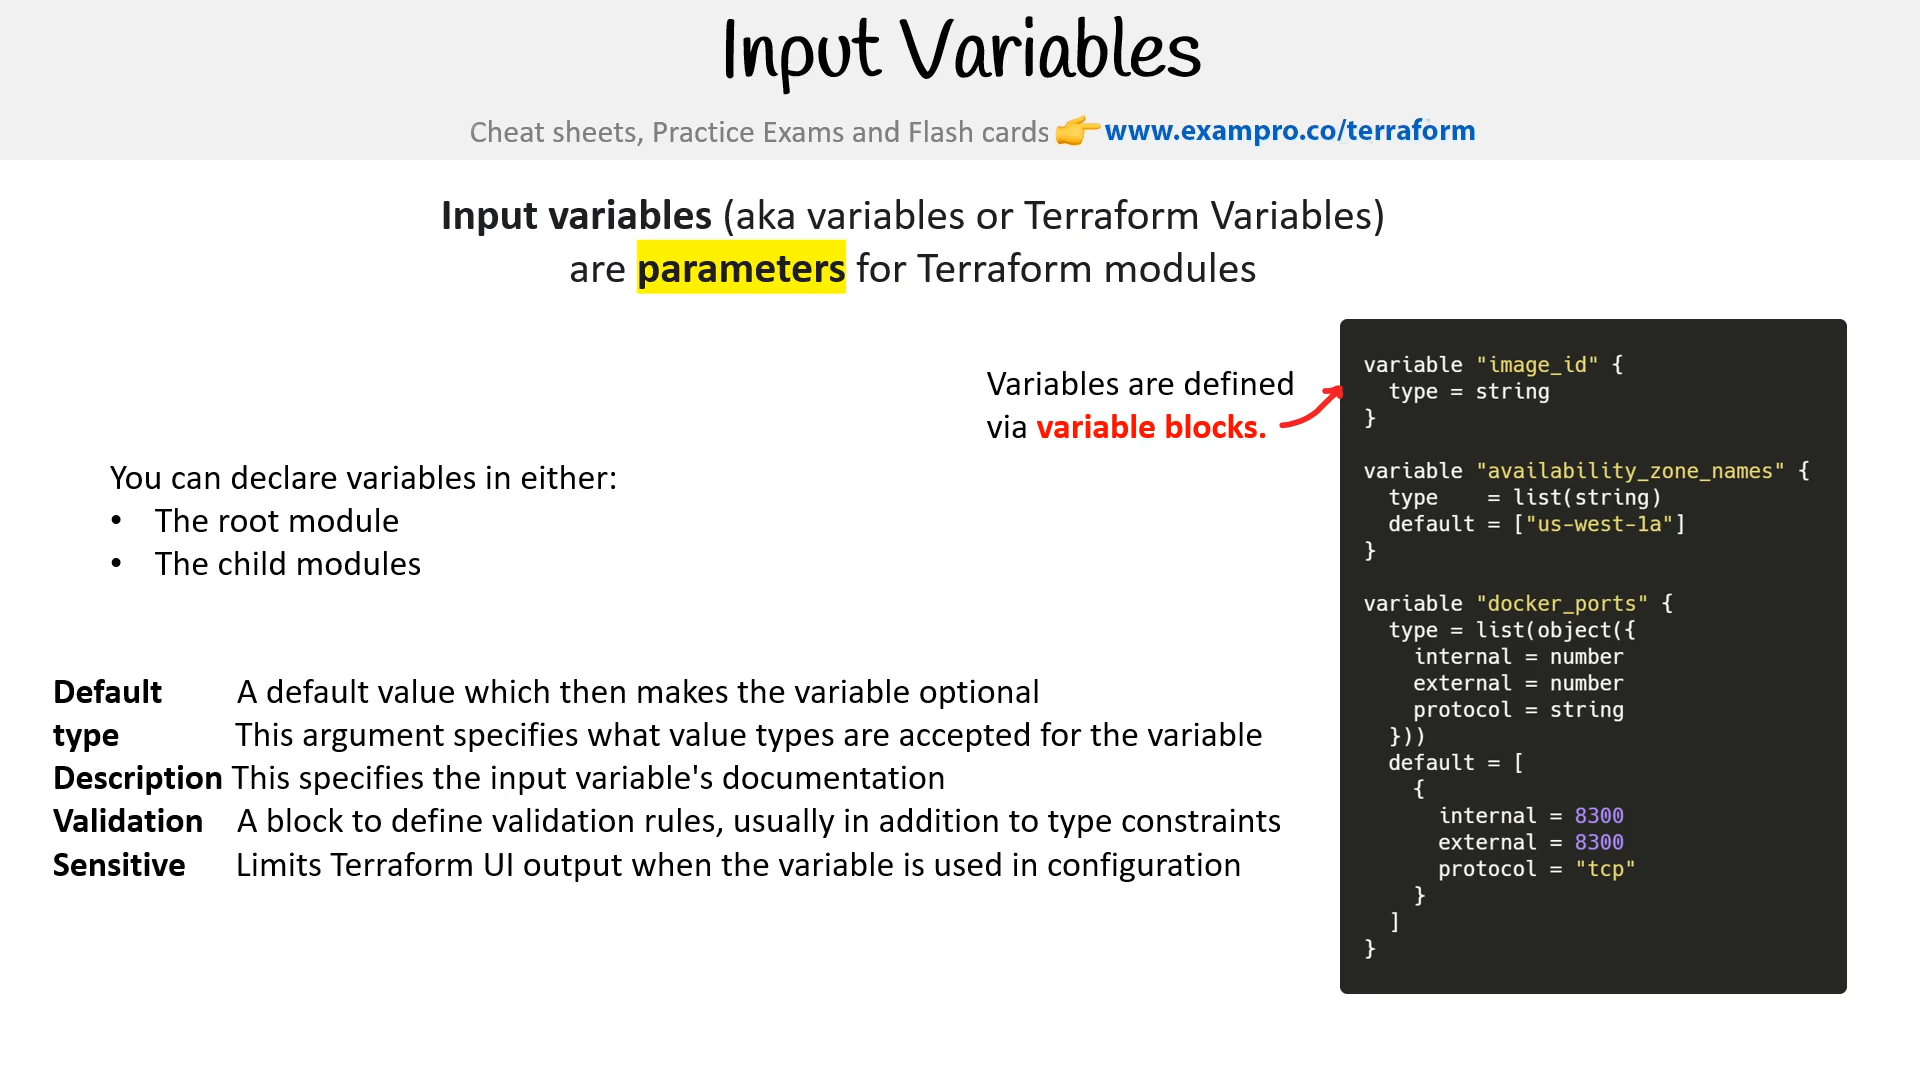 Input Variables
Cheat sheets, Practice Exams and Flash cards 👉 www.exampro.co/terraform
Input variables (aka variables or Terraform Variables)
are parameters for Terraform modules
Variables are defined
via variable blocks.
You can declare variables in either:
• The root module
• The child modules
Default A default value which then makes the variable optional
type This argument specifies what value types are accepted for the variable
Description This specifies the input variable's documentation
Validation A block to define validation rules, usually in addition to type constraints
Sensitive Limits Terraform UI output when the variable is used in configuration
variable "image_id" {
  type = string
}
variable "availability_zone_names" {
  type    = list(string)
  default = ["us-west-1a"]
}
variable "docker_ports" {
  type = list(object({
    internal = number
    external = number
    protocol = string
  }))
  default = [
    {
      internal = 8300
      external = 8300
      protocol = "tcp"
    }
  ]
}